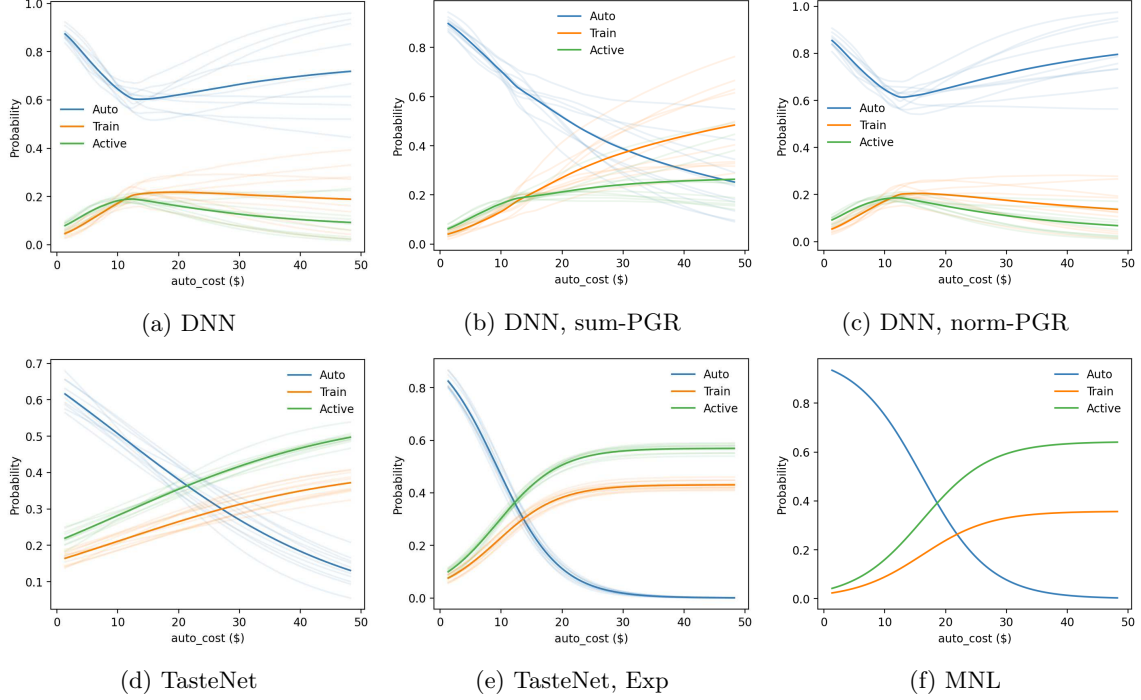 1.0
0.8
0.6
0.4
0.2
0.0
Probability
Auto
Train
Active
0 10 20 30 40 50
auto_cost ($)
(a) DNN
0.8
0.6
0.4
0.2
0.0
Probability
Auto
Train
Active
0 10 20 30 40 50
auto_cost ($)
(b) DNN, sum-PGR
1.0
0.8
0.6
0.4
0.2
0.0
Probability
Auto
Train
Active
0 10 20 30 40 50
auto_cost ($)
(c) DNN, norm-PGR
0.7
0.6
0.5
0.4
0.3
0.2
0.1
Probability
Auto
Train
Active
0 10 20 30 40 50
auto_cost ($)
(d) TasteNet
0.8
0.6
0.4
0.2
0.0
Probability
Auto
Train
Active
0 10 20 30 40 50
auto_cost ($)
(e) TasteNet, Exp
0.8
0.6
0.4
0.2
0.0
Probability
Auto
Train
Active
0 10 20 30 40 50
auto_cost ($)
(f) MNL